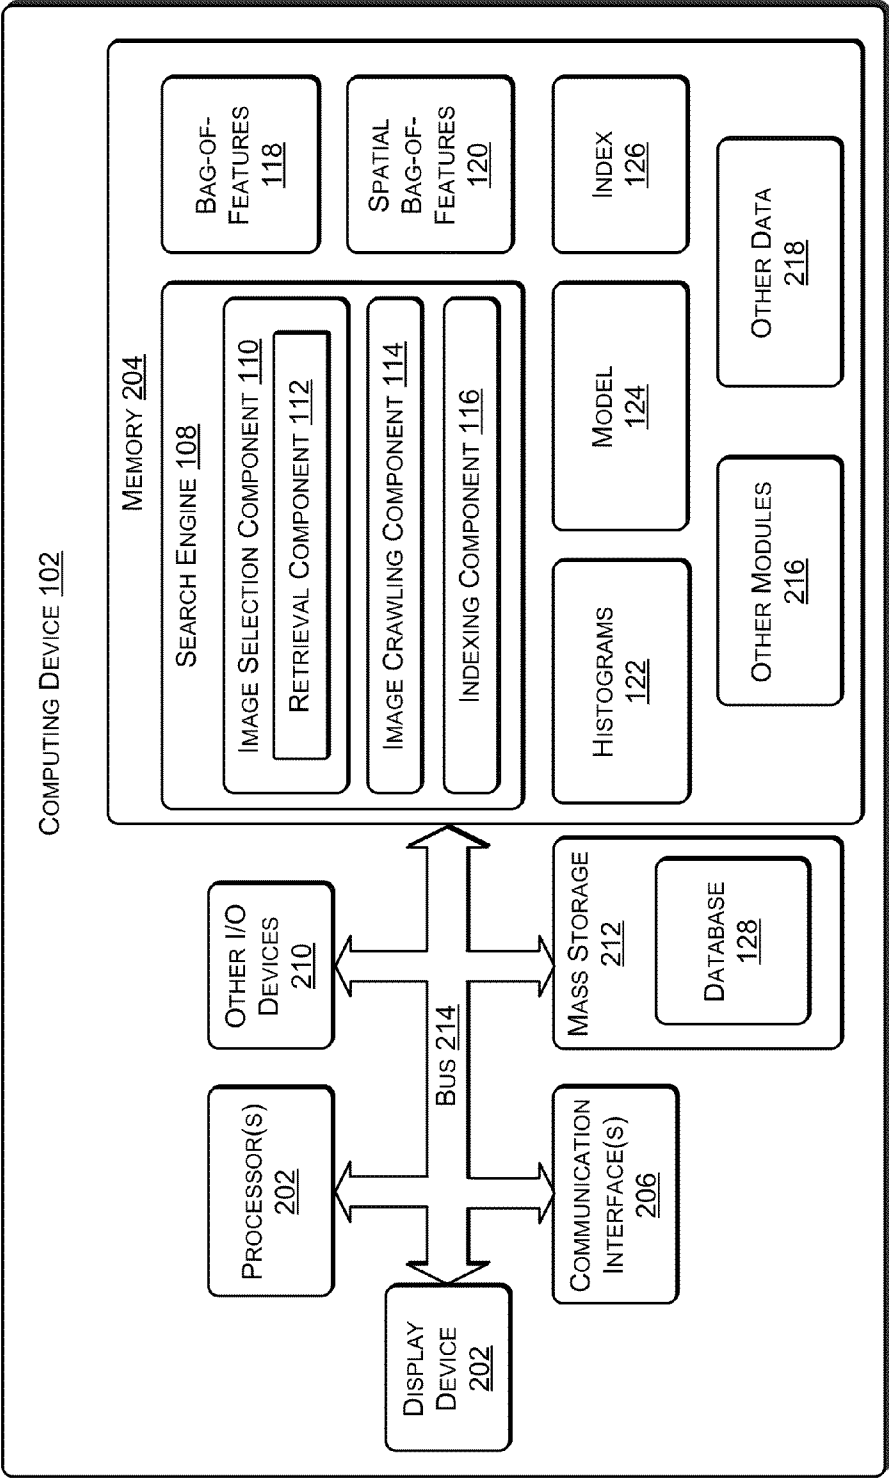 COMPUTING DEVICE 102
MEMORY 204
SEARCH ENGINE 108
IMAGE SELECTION COMPONENT 110
RETRIEVAL COMPONENT 112
IMAGE CRAWLING COMPONENT 114
INDEXING COMPONENT 116
BAG-OF-
FEATURES
118
SPATIAL
BAG-OF-
FEATURES
120
HISTOGRAMS
122
MODEL
124
INDEX
126
OTHER MODULES
216
OTHER DATA
218
PROCESSOR(S)
202
OTHER I/O
DEVICES
210
DISPLAY
DEVICE
202
BUS 214
COMMUNICATION
INTERFACE(S)
206
MASS STORAGE
212
DATABASE
128